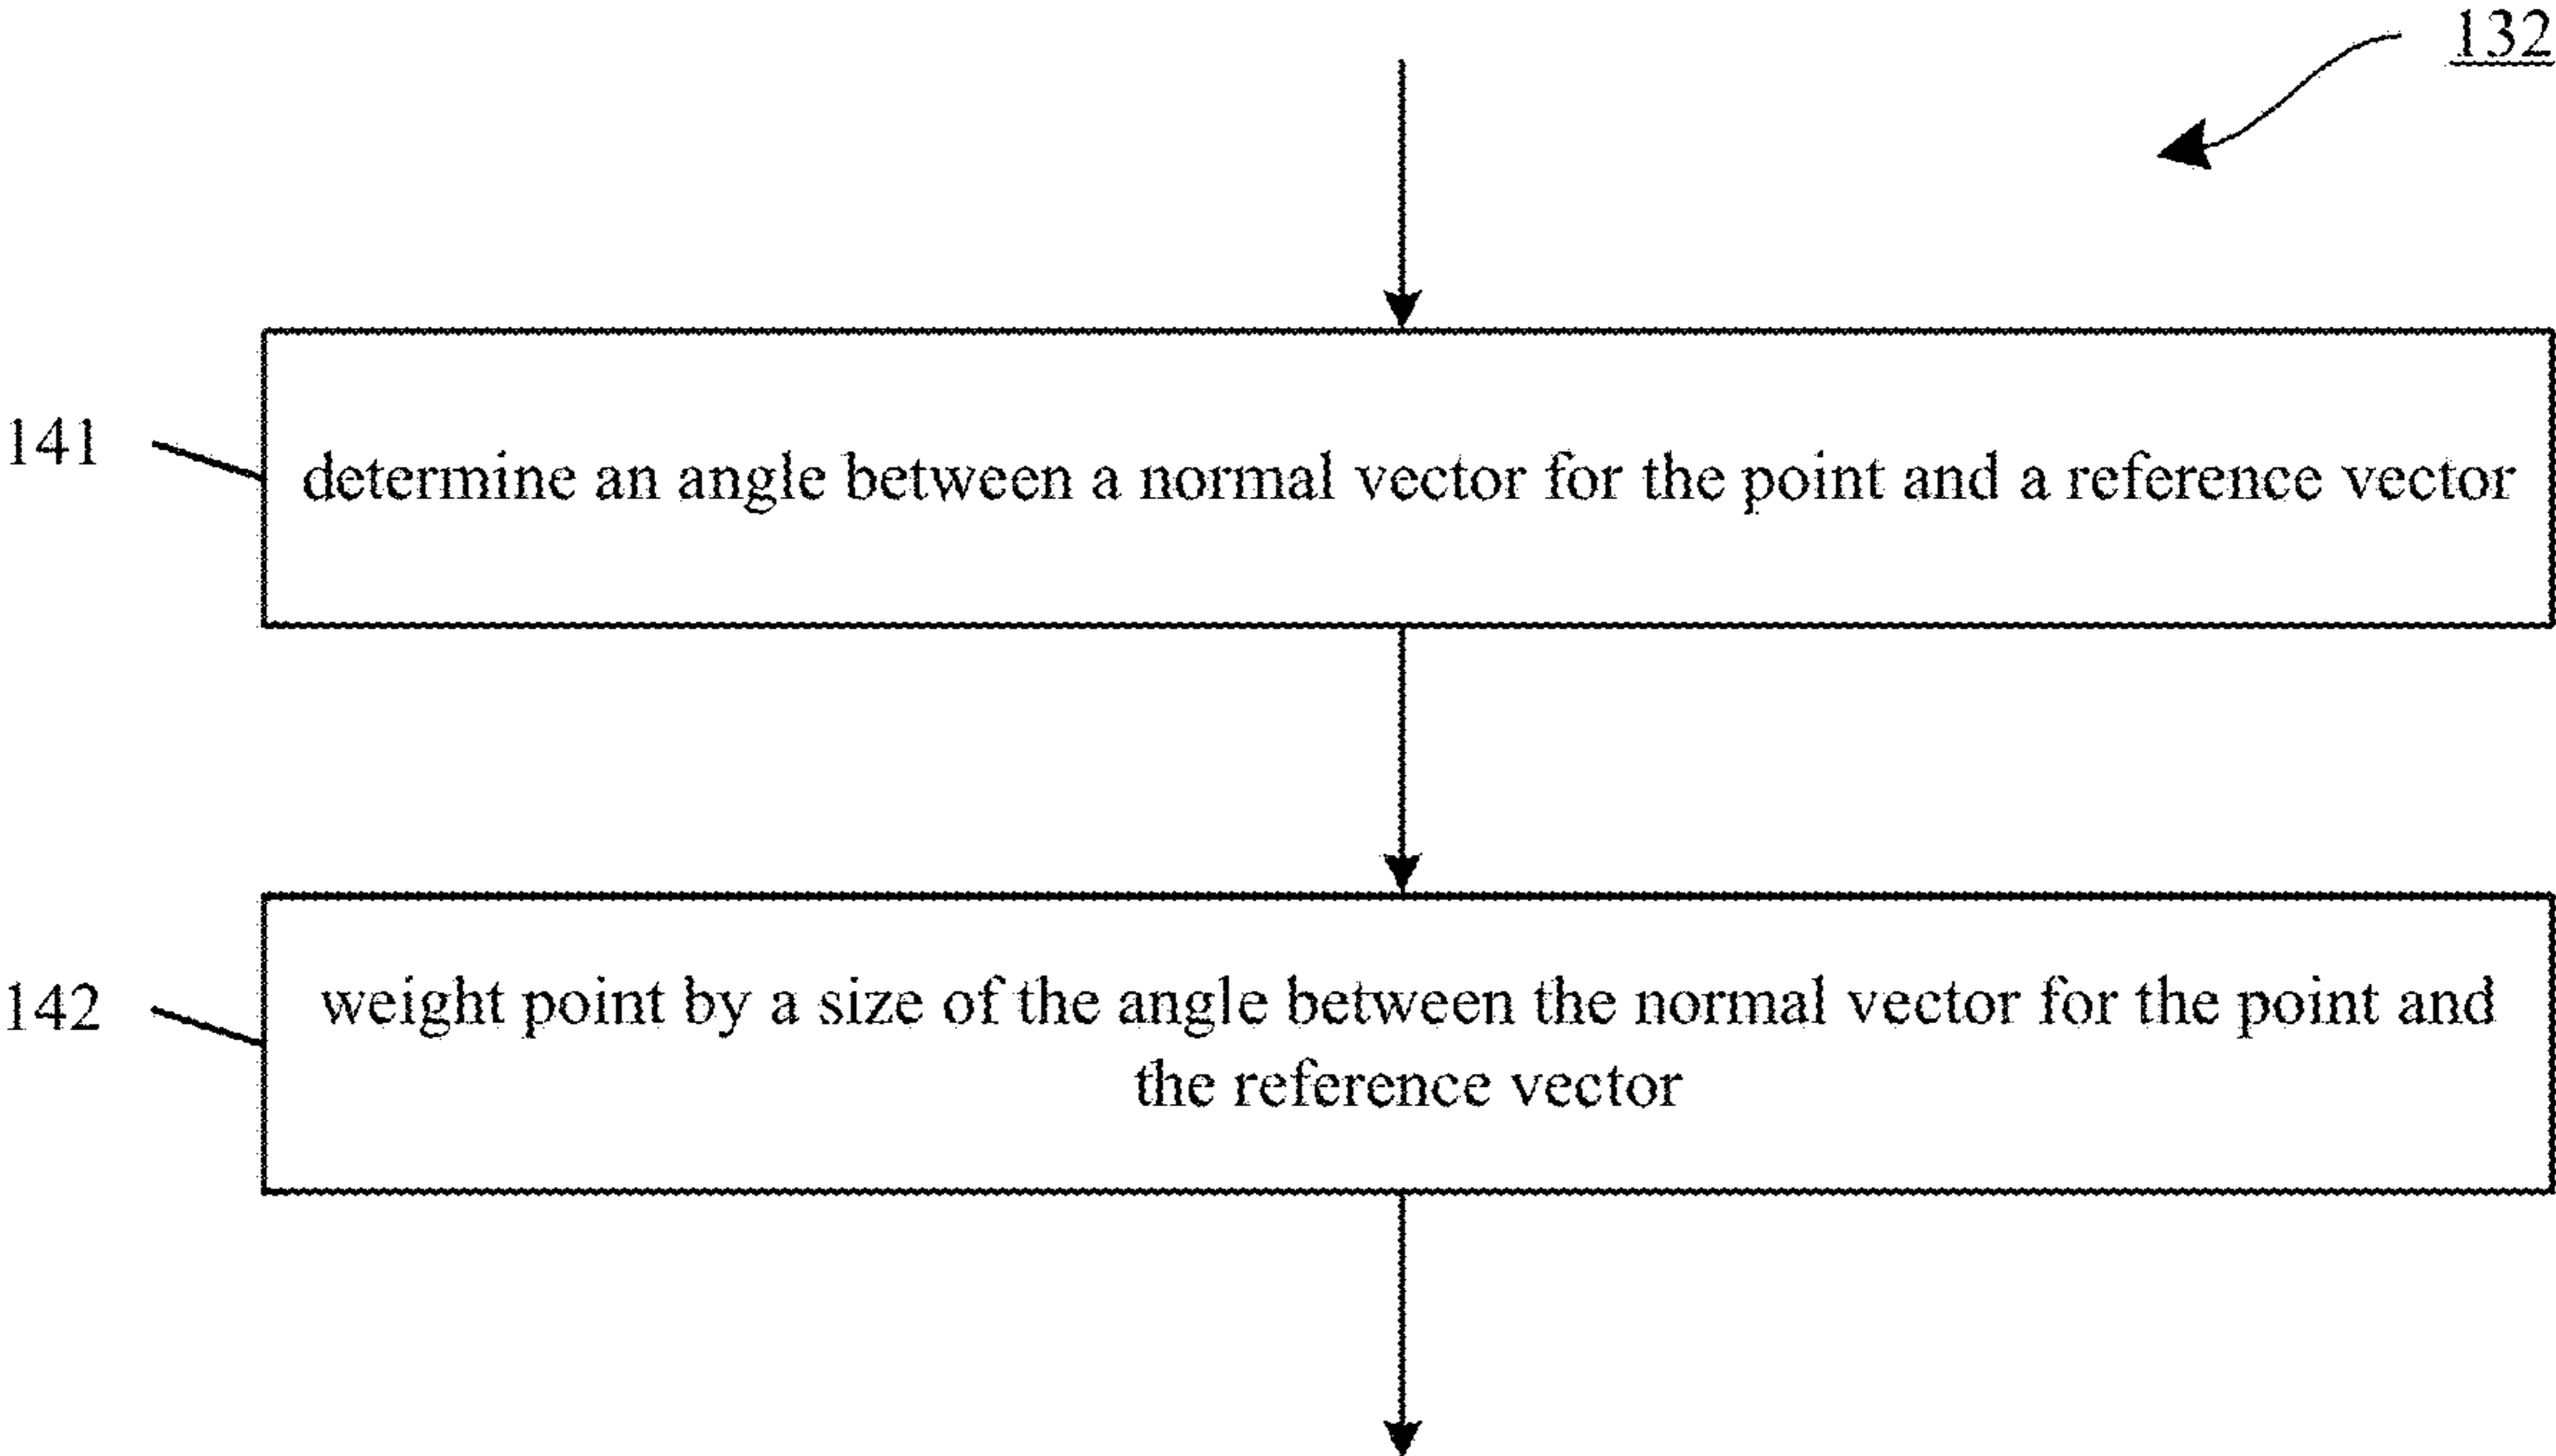 132
141
determine an angle between a normal vector for the point and a reference vector
142
weight point by a size of the angle between the normal vector for the point and
the reference vector